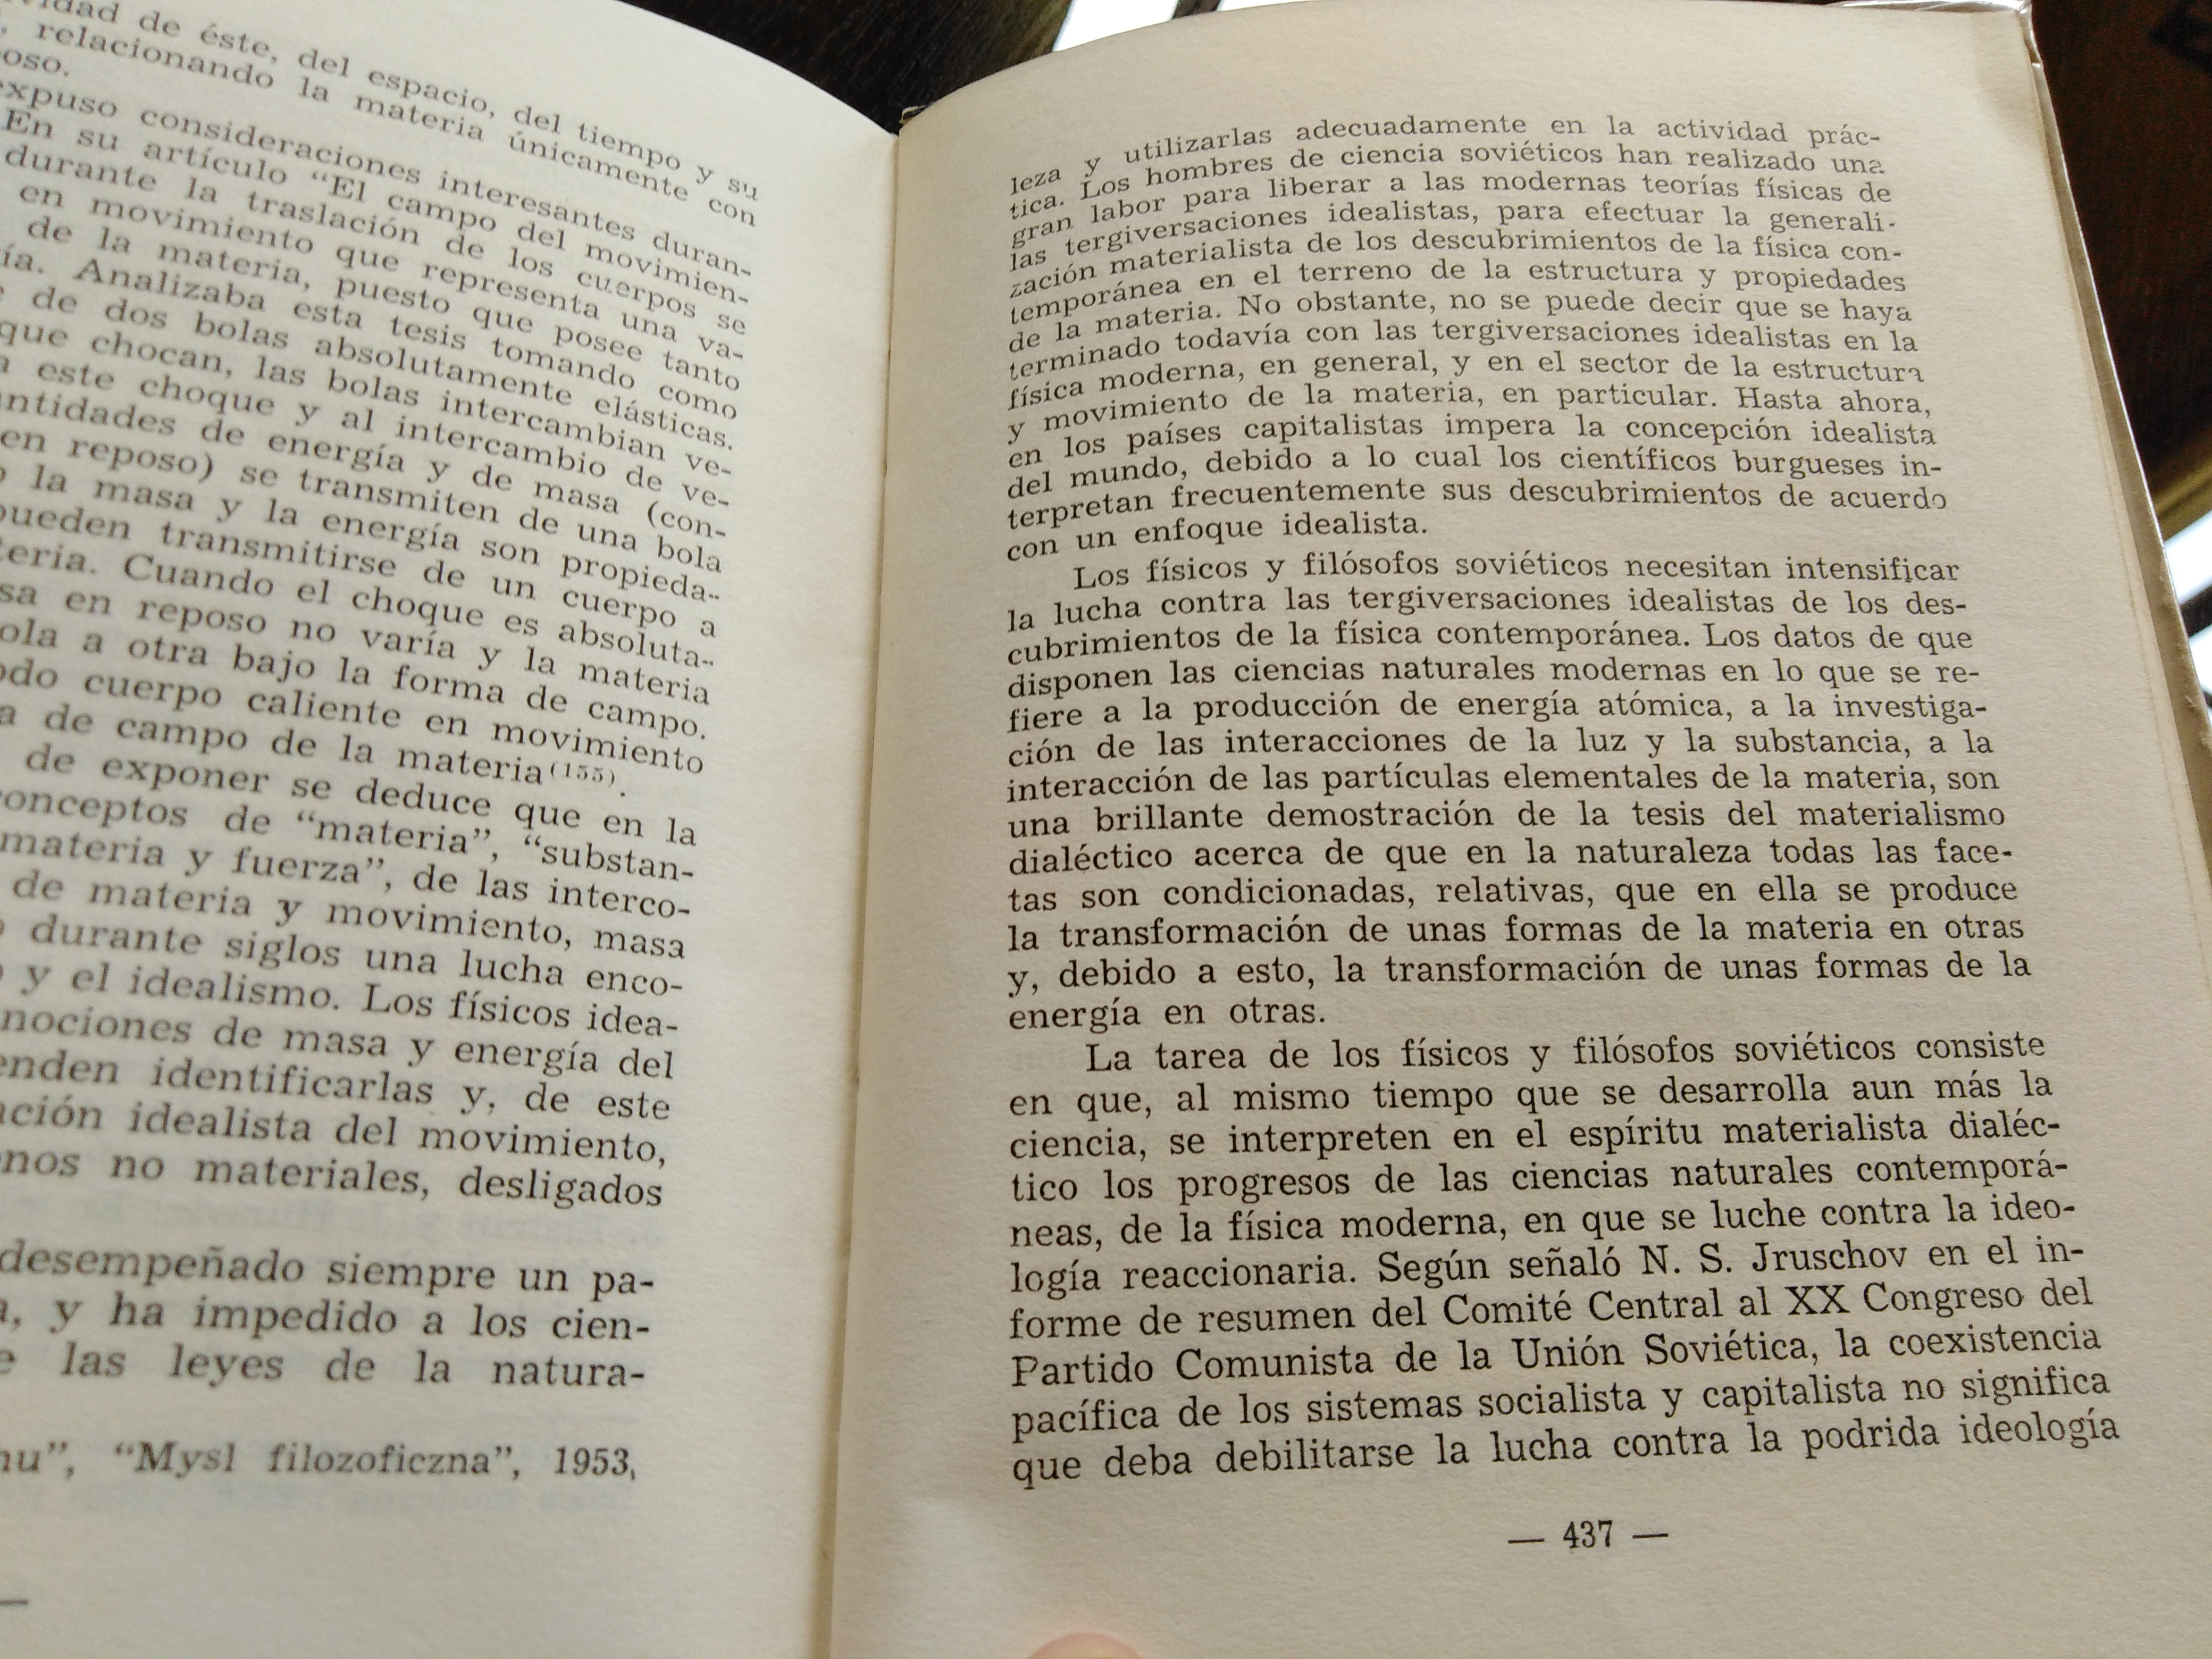 idad de éste, del espacio, del tiempo y su
relacionando la materia únicamente con
oso.
expuso consideraciones interesantes duran-
En su artículo “El campo del movimien-
durante la traslación de los cuerpos se
en movimiento que representa una va-
de la materia, puesto que posee tanto
ía. Analizaba esta tesis tomando como
de dos bolas absolutamente elásticas.
que chocan, las bolas intercambian ve-
a este choque y al intercambio de ve-
antidades de energía y de masa (con-
en reposo) se transmiten de una bola
la masa y la energía son propieda-
pueden transmitirse de un cuerpo a
teria. Cuando el choque es absoluta-
sa en reposo no varía y la materia
ola a otra bajo la forma de campo.
odo cuerpo caliente en movimiento
a de campo de la materia(155).
de exponer se deduce que en la
conceptos de “materia”, “substan-
materia y fuerza”, de las interco-
de materia y movimiento, masa
durante siglos una lucha enco-
y el idealismo. Los físicos idea-
nociones de masa y energía del
enden identificarlas y, de este
ación idealista del movimiento,
enos no materiales, desligados
desempeñado siempre un pa-
a, y ha impedido a los cien-
e las leyes de la natura-
nu”, “Mysl filozoficzna”, 1953,
—
leza y utilizarlas adecuadamente en la actividad prác-
tica. Los hombres de ciencia soviéticos han realizado una
gran labor para liberar a las modernas teorías físicas de
las tergiversaciones idealistas, para efectuar la generali-
zación materialista de los descubrimientos de la física con-
temporánea en el terreno de la estructura y propiedades
de la materia. No obstante, no se puede decir que se haya
terminado todavía con las tergiversaciones idealistas en la
física moderna, en general, y en el sector de la estructura
y movimiento de la materia, en particular. Hasta ahora,
en los países capitalistas impera la concepción idealista
del mundo, debido a lo cual los científicos burgueses in-
terpretan frecuentemente sus descubrimientos de acuerdo
con un enfoque idealista.
Los físicos y filósofos soviéticos necesitan intensificar
la lucha contra las tergiversaciones idealistas de los des-
cubrimientos de la física contemporánea. Los datos de que
disponen las ciencias naturales modernas en lo que se re-
fiere a la producción de energía atómica, a la investiga-
ción de las interacciones de la luz y la substancia, a la
interacción de las partículas elementales de la materia, son
una brillante demostración de la tesis del materialismo
dialéctico acerca de que en la naturaleza todas las face-
tas son condicionadas, relativas, que en ella se produce
la transformación de unas formas de la materia en otras
y, debido a esto, la transformación de unas formas de la
energía en otras.
La tarea de los físicos y filósofos soviéticos consiste
en que, al mismo tiempo que se desarrolla aun más la
ciencia, se interpreten en el espíritu materialista dialéc-
tico los progresos de las ciencias naturales contemporá-
neas, de la física moderna, en que se luche contra la ideo-
logía reaccionaria. Según señaló N. S. Jruschov en el in-
forme de resumen del Comité Central al XX Congreso del
Partido Comunista de la Unión Soviética, la coexistencia
pacífica de los sistemas socialista y capitalista no significa
que deba debilitarse la lucha contra la podrida ideología
— 437 —